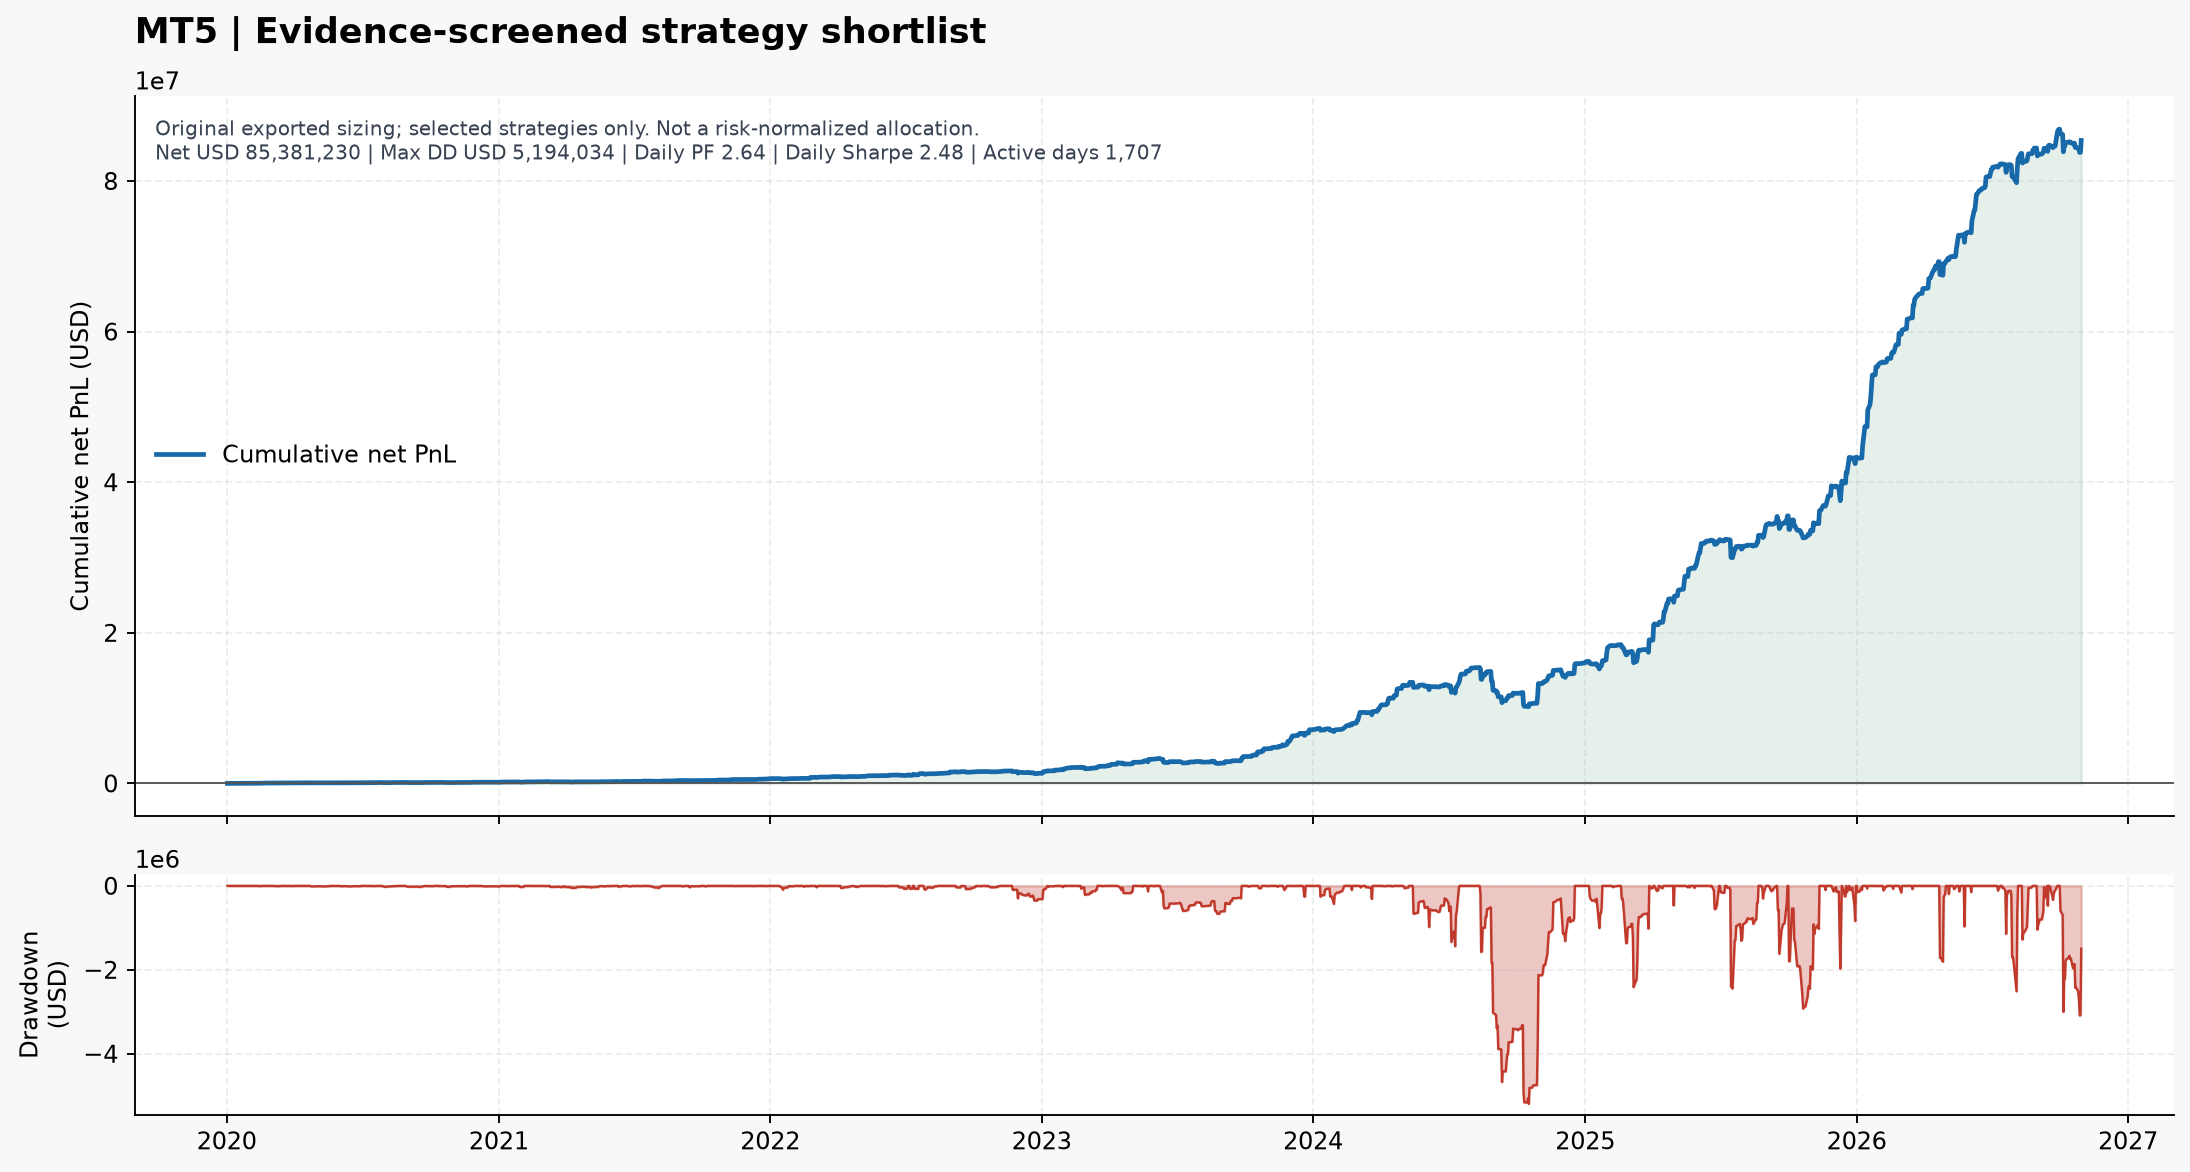 MT5 | Evidence-screened strategy shortlist
1e7
Original exported sizing; selected strategies only. Not a risk-normalized allocation.
Net USD 85,381,230 | Max DD USD 5,194,034 | Daily PF 2.64 | Daily Sharpe 2.48 | Active days 1,707
8
6
4
2
0
Cumulative net PnL (USD)
Cumulative net PnL
1e6
0
−2
−4
Drawdown
(USD)
2020 2021 2022 2023 2024 2025 2026 2027